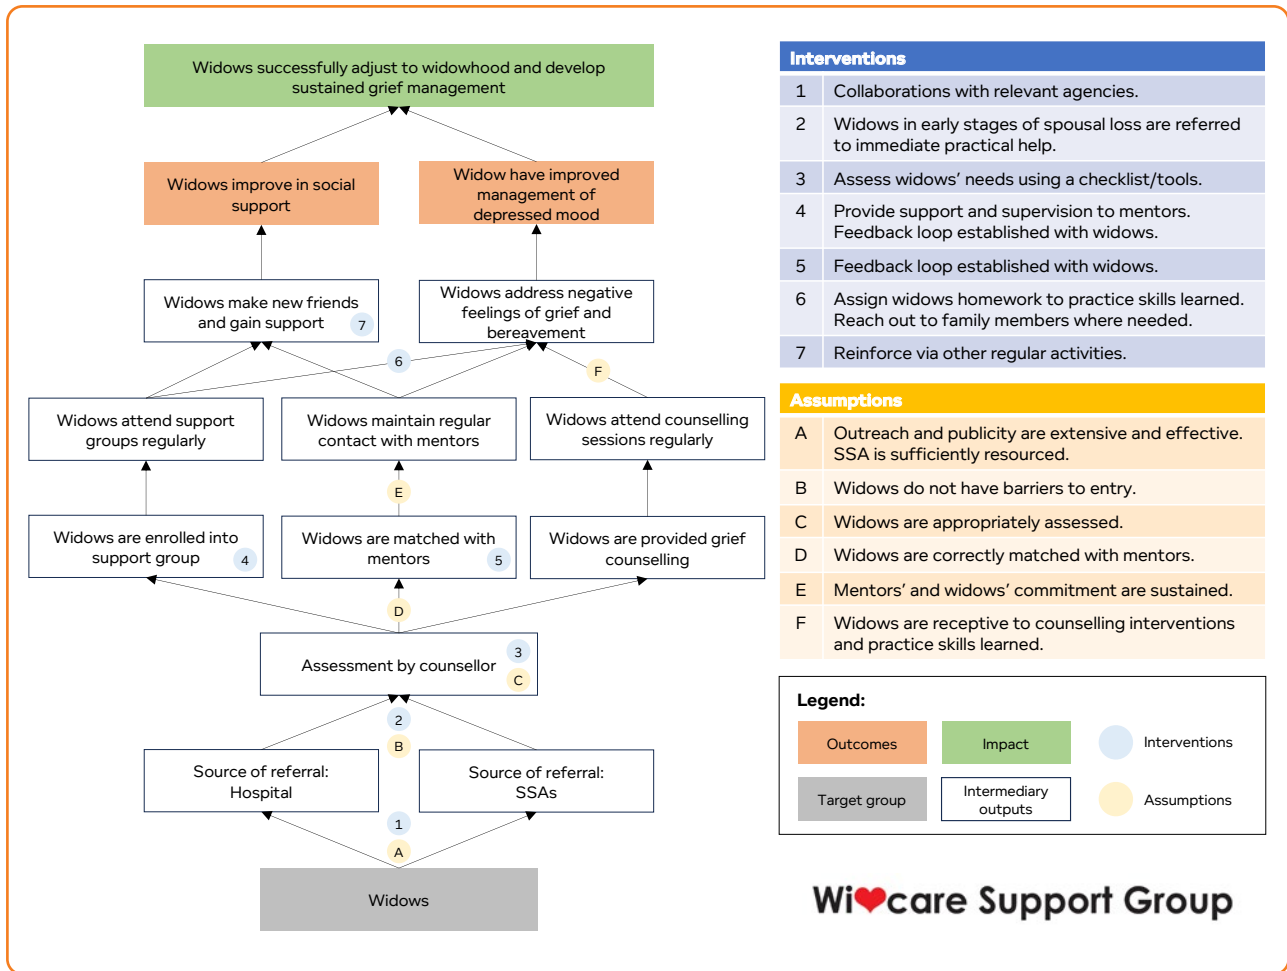 Widows successfully adjust to widowhood and develop
sustained grief management
Widows improve in social
support
Widow have improved
management of
depressed mood
Widows make new friends
and gain support
7
Widows address negative
feelings of grief and
bereavement
6
F
Widows attend support
groups regularly
Widows maintain regular
contact with mentors
Widows attend counselling
sessions regularly
E
Widows are enrolled into
support group
4
Widows are matched with
mentors
5
Widows are provided grief
counselling
D
Assessment by counsellor
3
C
2
B
Source of referral:
Hospital
Source of referral:
SSAs
1
A
Widows
Interventions
1 Collaborations with relevant agencies.
2 Widows in early stages of spousal loss are referred
to immediate practical help.
3 Assess widows’ needs using a checklist/tools.
4 Provide support and supervision to mentors.
Feedback loop established with widows.
5 Feedback loop established with widows.
6 Assign widows homework to practice skills learned.
Reach out to family members where needed.
7 Reinforce via other regular activities.
Assumptions
A Outreach and publicity are extensive and effective.
SSA is sufficiently resourced.
B Widows do not have barriers to entry.
C Widows are appropriately assessed.
D Widows are correctly matched with mentors.
E Mentors’ and widows’ commitment are sustained.
F Widows are receptive to counselling interventions
and practice skills learned.
Legend:
Outcomes
Impact
Interventions
Target group
Intermediary
outputs
Assumptions
Wi❤care Support Group